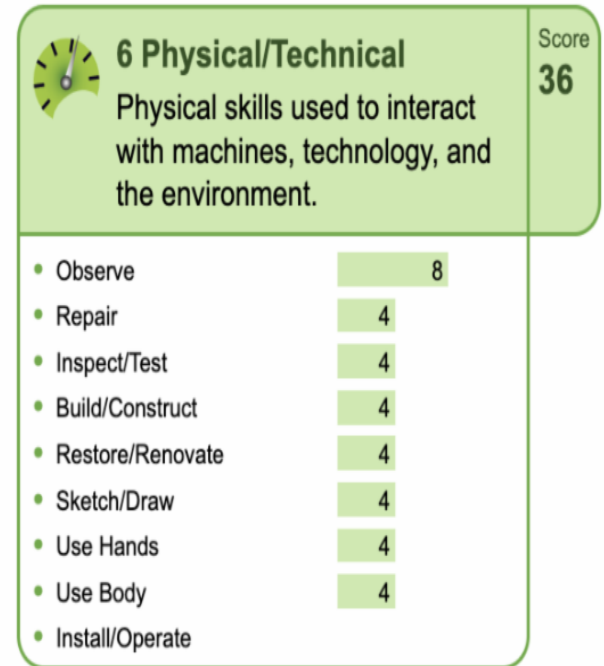 6 Physical/Technical
Physical skills used to interact
with machines, technology, and
the environment.
Score
36
• Observe 8
• Repair 4
• Inspect/Test 4
• Build/Construct 4
• Restore/Renovate 4
• Sketch/Draw 4
• Use Hands 4
• Use Body 4
• Install/Operate